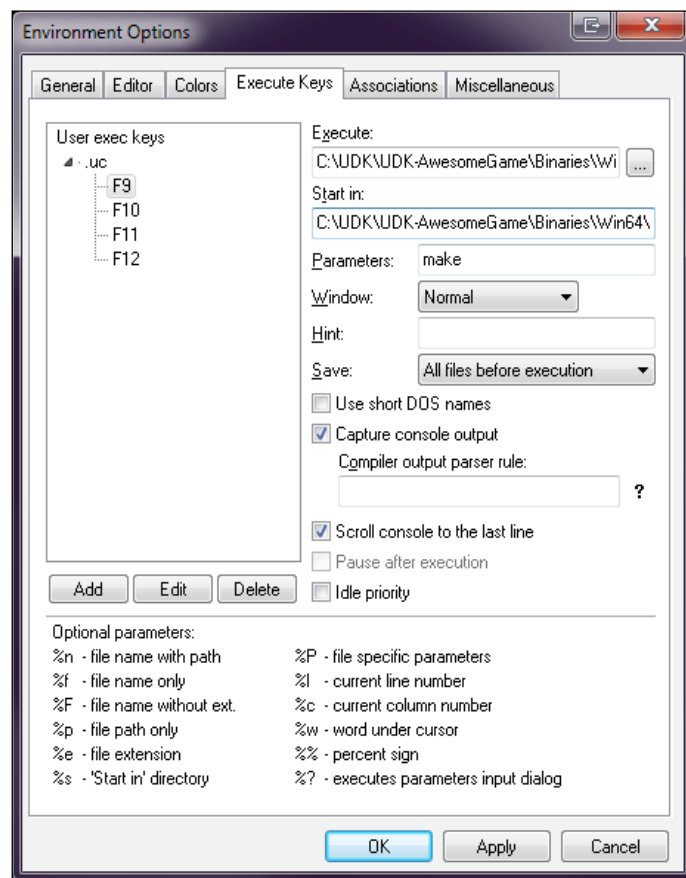 Environment Options
General Editor Colors Execute Keys Associations Miscellaneous
User exec keys
.uc
F9
F10
F11
F12
Add Edit Delete
Execute:
C:\UDK\UDK-AwesomeGame\Binaries\Wi ...
Start in:
C:\UDK\UDK-AwesomeGame\Binaries\Win64\
Parameters: make
Window: Normal
Hint:
Save: All files before execution
Use short DOS names
Capture console output
Compiler output parser rule:
?
Scroll console to the last line
Pause after execution
Idle priority
Optional parameters:
%n - file name with path
%f - file name only
%F - file name without ext.
%p - file path only
%e - file extension
%s - 'Start in' directory
%P - file specific parameters
%l - current line number
%c - current column number
%w - word under cursor
%% - percent sign
%? - executes parameters input dialog
OK Apply Cancel